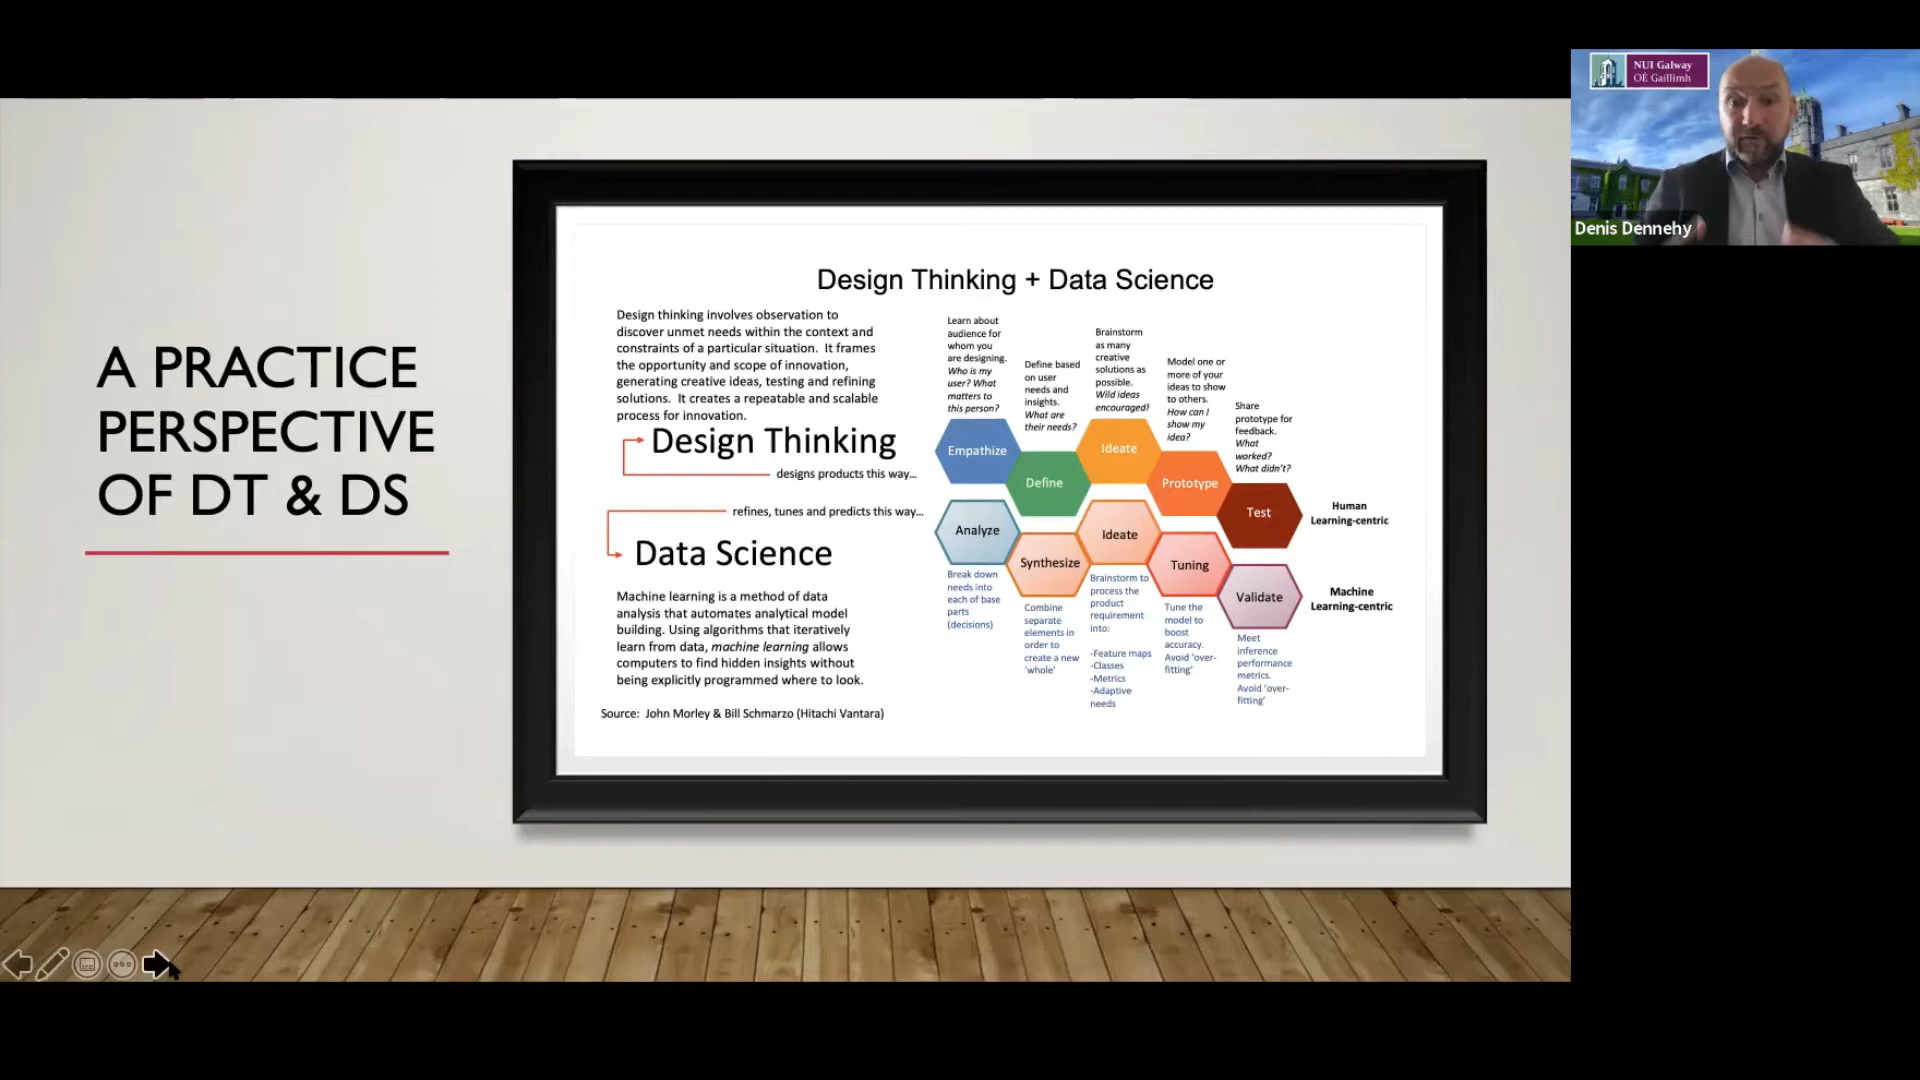 NUI Galway
OÉ Gaillimh
Denis Dennehy
A PRACTICE
PERSPECTIVE
OF DT & DS
Design Thinking + Data Science
Design thinking involves observation to
discover unmet needs within the context and
constraints of a particular situation. It frames
the opportunity and scope of innovation,
generating creative ideas, testing and refining
solutions. It creates a repeatable and scalable
process for innovation.
Design Thinking
designs products this way...
refines, tunes and predicts this way...
Data Science
Machine learning is a method of data
analysis that automates analytical model
building. Using algorithms that iteratively
learn from data, machine learning allows
computers to find hidden insights without
being explicitly programmed where to look.
Source: John Morley & Bill Schmarzo (Hitachi Vantara)
Learn about
audience for
whom you
are designing.
Who is my
user? What
matters to
this person?
Define based
on user
needs and
insights.
What are
their needs?
Brainstorm
as many
creative
solutions as
possible.
Wild ideas
encouraged!
Model one or
more of your
ideas to show
to others.
How can I
show my
idea?
Share
prototype for
feedback.
What
worked?
What didn't?
Empathize
Define
Ideate
Prototype
Test
Human
Learning-centric
Analyze
Synthesize
Ideate
Tuning
Validate
Machine
Learning-centric
Break down
needs into
each of base
parts
(decisions)
Combine
separate
elements in
order to
create a new
'whole'
Brainstorm to
process the
product
requirement
into:
-Feature maps
-Classes
-Metrics
-Adaptive
needs
Tune the
model to
boost
accuracy.
Avoid 'over-
fitting'
Meet
inference
performance
metrics.
Avoid 'over-
fitting'